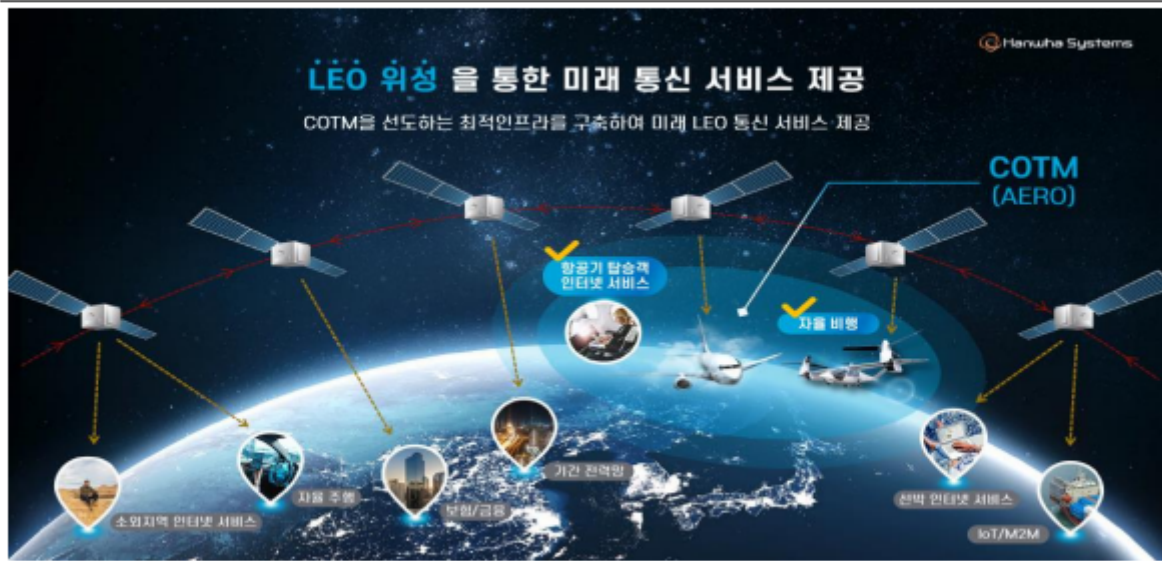 Hanwha Systems
LEO 위성 을 통한 미래 통신 서비스 제공
COTM을 선도하는 최적인프라를 구축하여 미래 LEO 통신 서비스 제공
COTM
(AERO)
항공기 탑승객
인터넷 서비스
자율 비행
기간 전력망
자율 주행
보험/금융
선박 인터넷 서비스
소외지역 인터넷 서비스
IoT/M2M